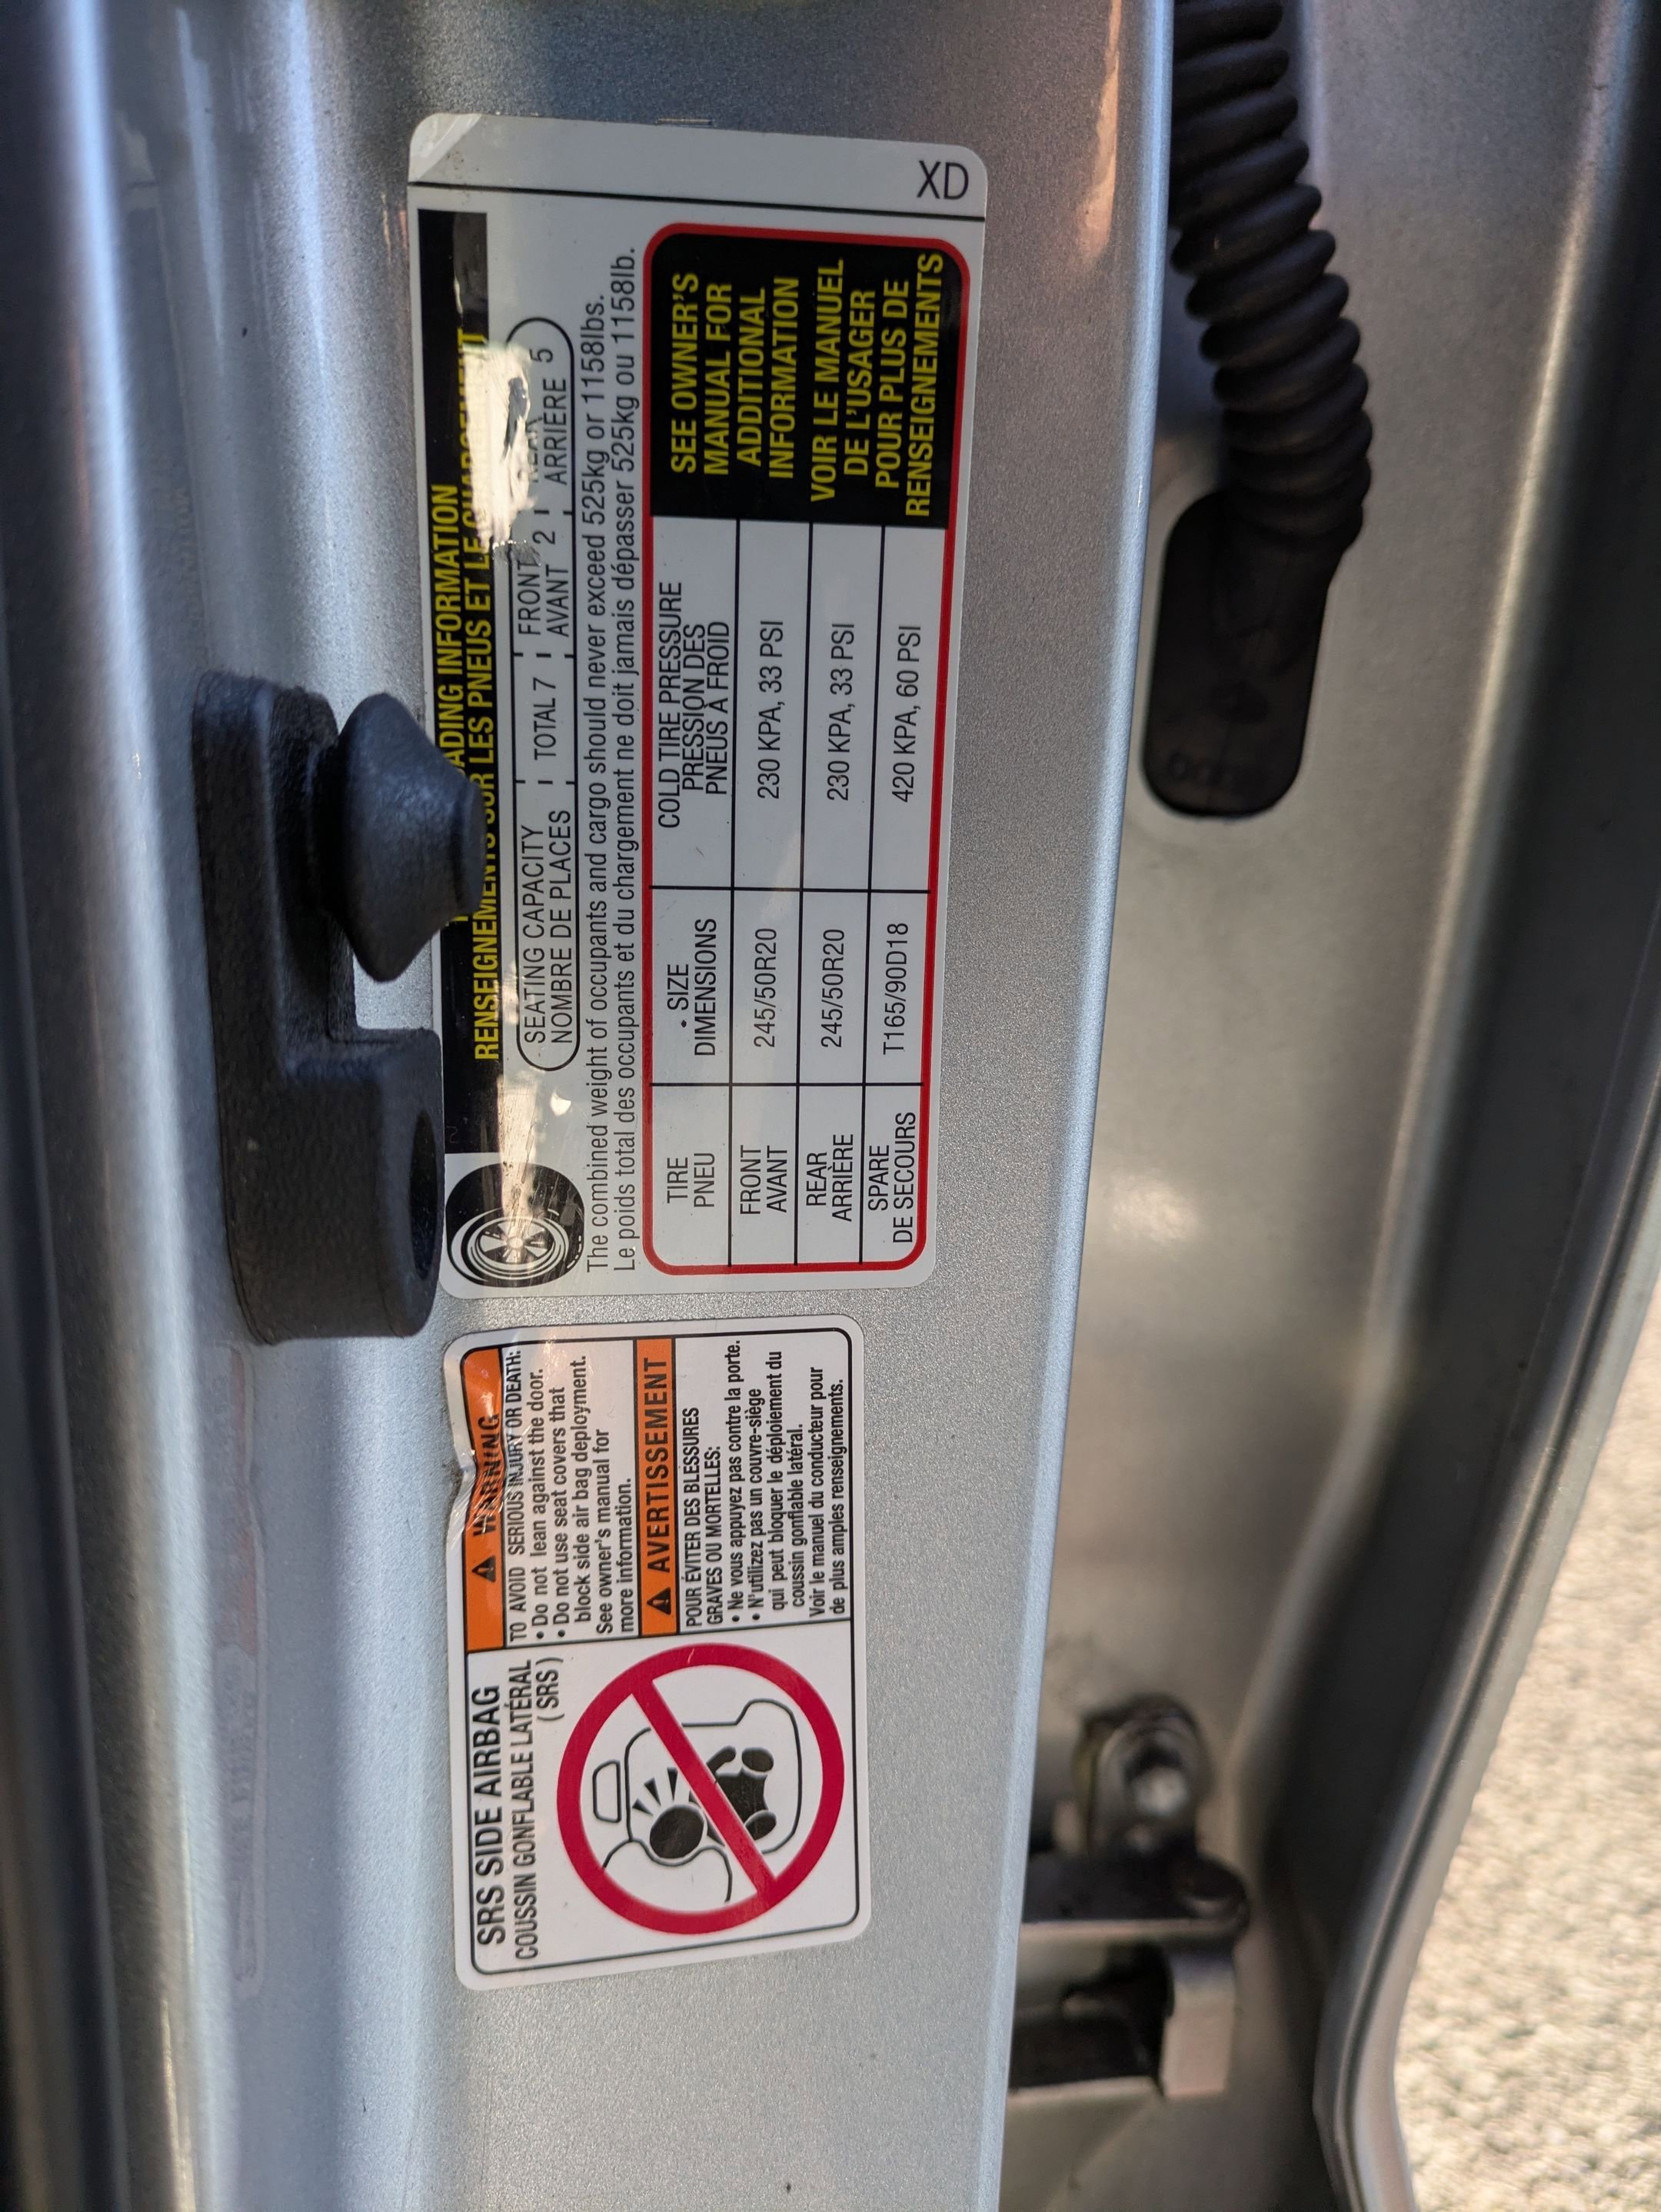 ADING INFORMATION
RENSEIGNEMENTS SUR LES PNEUS ET LE CHARGEMENT
SEATING CAPACITY TOTAL 7 FRONT 2 REAR 5
NOMBRE DE PLACES AVANT ARRIÈRE
The combined weight of occupants and cargo should never exceed 525kg or 1158lbs.
Le poids total des occupants et du chargement ne doit jamais dépasser 525kg ou 1158lb.
TIRE
PNEU
• SIZE
DIMENSIONS
COLD TIRE PRESSURE
PRESSION DES
PNEUS À FROID
FRONT
AVANT
245/50R20
230 KPA, 33 PSI
REAR
ARRIÈRE
245/50R20
230 KPA, 33 PSI
SPARE
DE SECOURS
T165/90D18
420 KPA, 60 PSI
SEE OWNER'S
MANUAL FOR
ADDITIONAL
INFORMATION
VOIR LE MANUEL
DE L'USAGER
POUR PLUS DE
RENSEIGNEMENTS
XD
SRS SIDE AIRBAG
COUSSIN GONFLABLE LATÉRAL
(SRS)
WARNING
TO AVOID SERIOUS INJURY OR DEATH:
• Do not lean against the door.
• Do not use seat covers that
block side air bag deployment.
See owner's manual for
more information.
AVERTISSEMENT
POUR ÉVITER DES BLESSURES
GRAVES OU MORTELLES:
• Ne vous appuyez pas contre la porte.
• N'utilizez pas un couvre-siège
qui peut bloquer le déploiement du
coussin gonflable latéral.
Voir le manuel du conducteur pour
de plus amples renseignements.